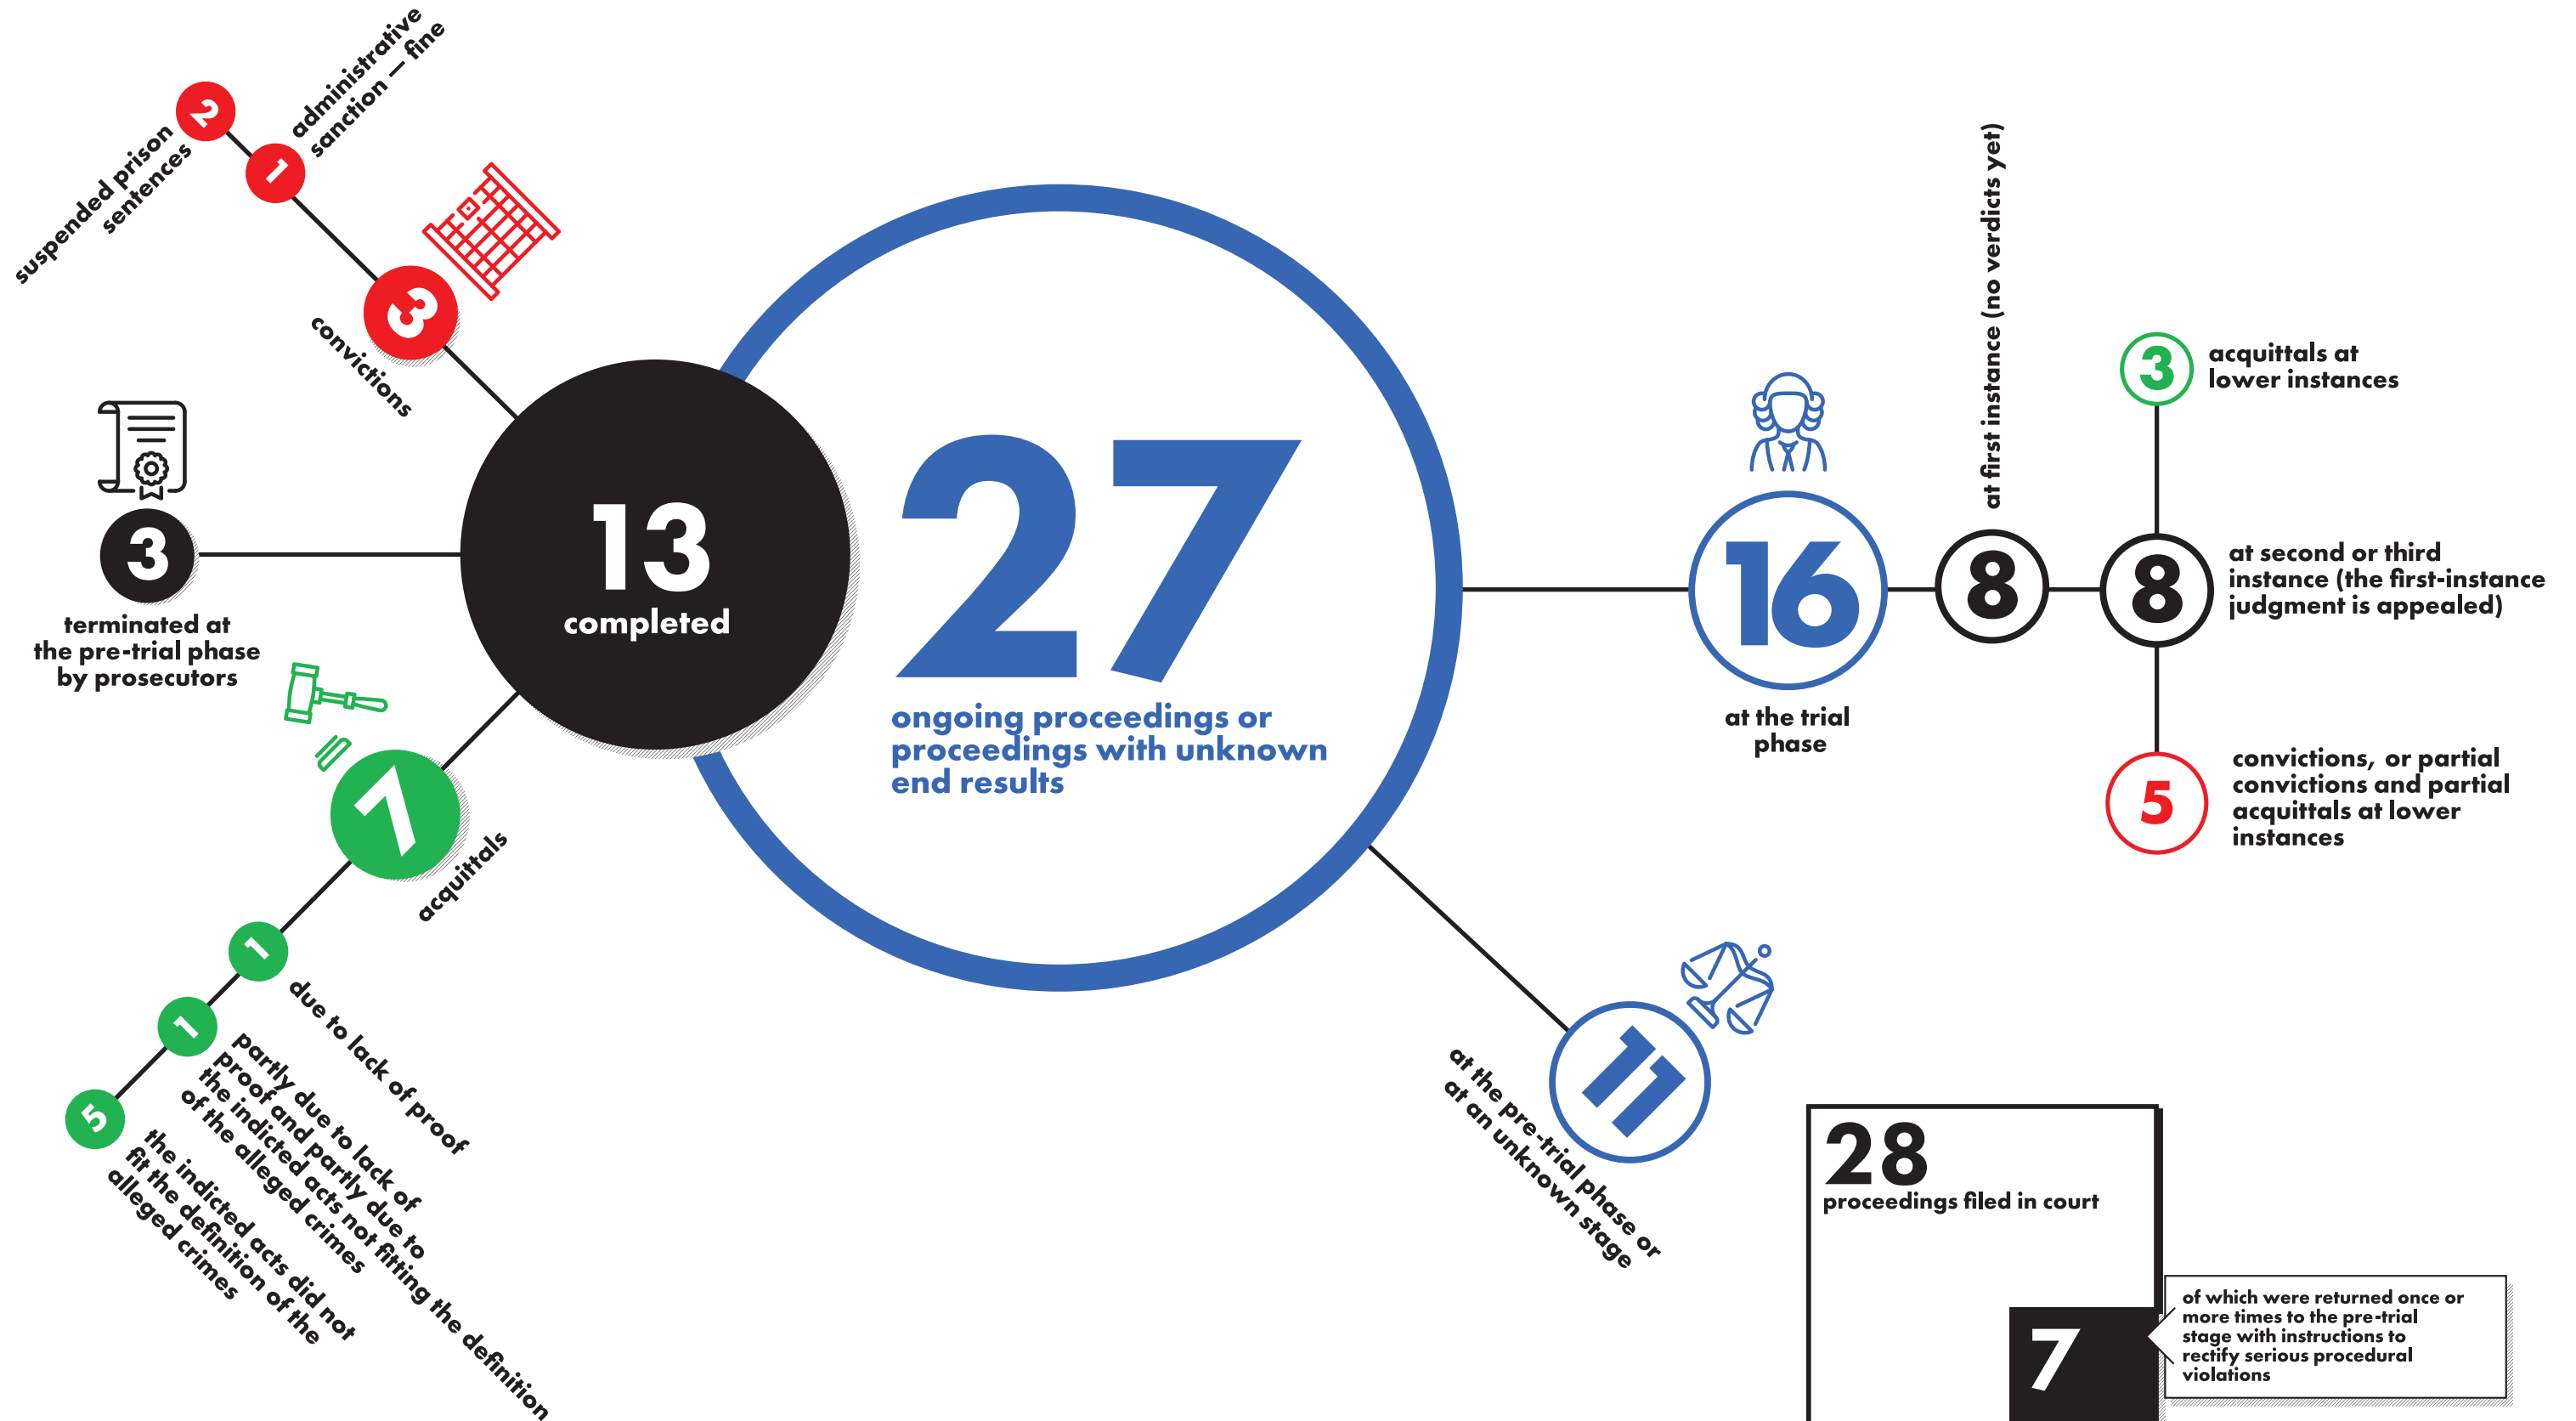 administrative
sanction — fine
2
suspended prison
sentences
1
3
convictions
3
terminated at
the pre-trial phase
by prosecutors
13
completed
7
acquittals
1
due to lack of proof
1
partly due to lack of
proof and partly due to
the indicted acts not fitting the definition
of the alleged crimes
5
the indicted acts did not
fit the definition of the
alleged crimes
27
ongoing proceedings or
proceedings with unknown
end results
16
at the trial
phase
8
at first instance (no verdicts yet)
8
at second or third
instance (the first-instance
judgment is appealed)
3
acquittals at
lower instances
5
convictions, or partial
convictions and partial
acquittals at lower
instances
11
at the pre-trial phase or
at an unknown stage
28
proceedings filed in court
7
of which were returned once or
more times to the pre-trial
stage with instructions to
rectify serious procedural
violations